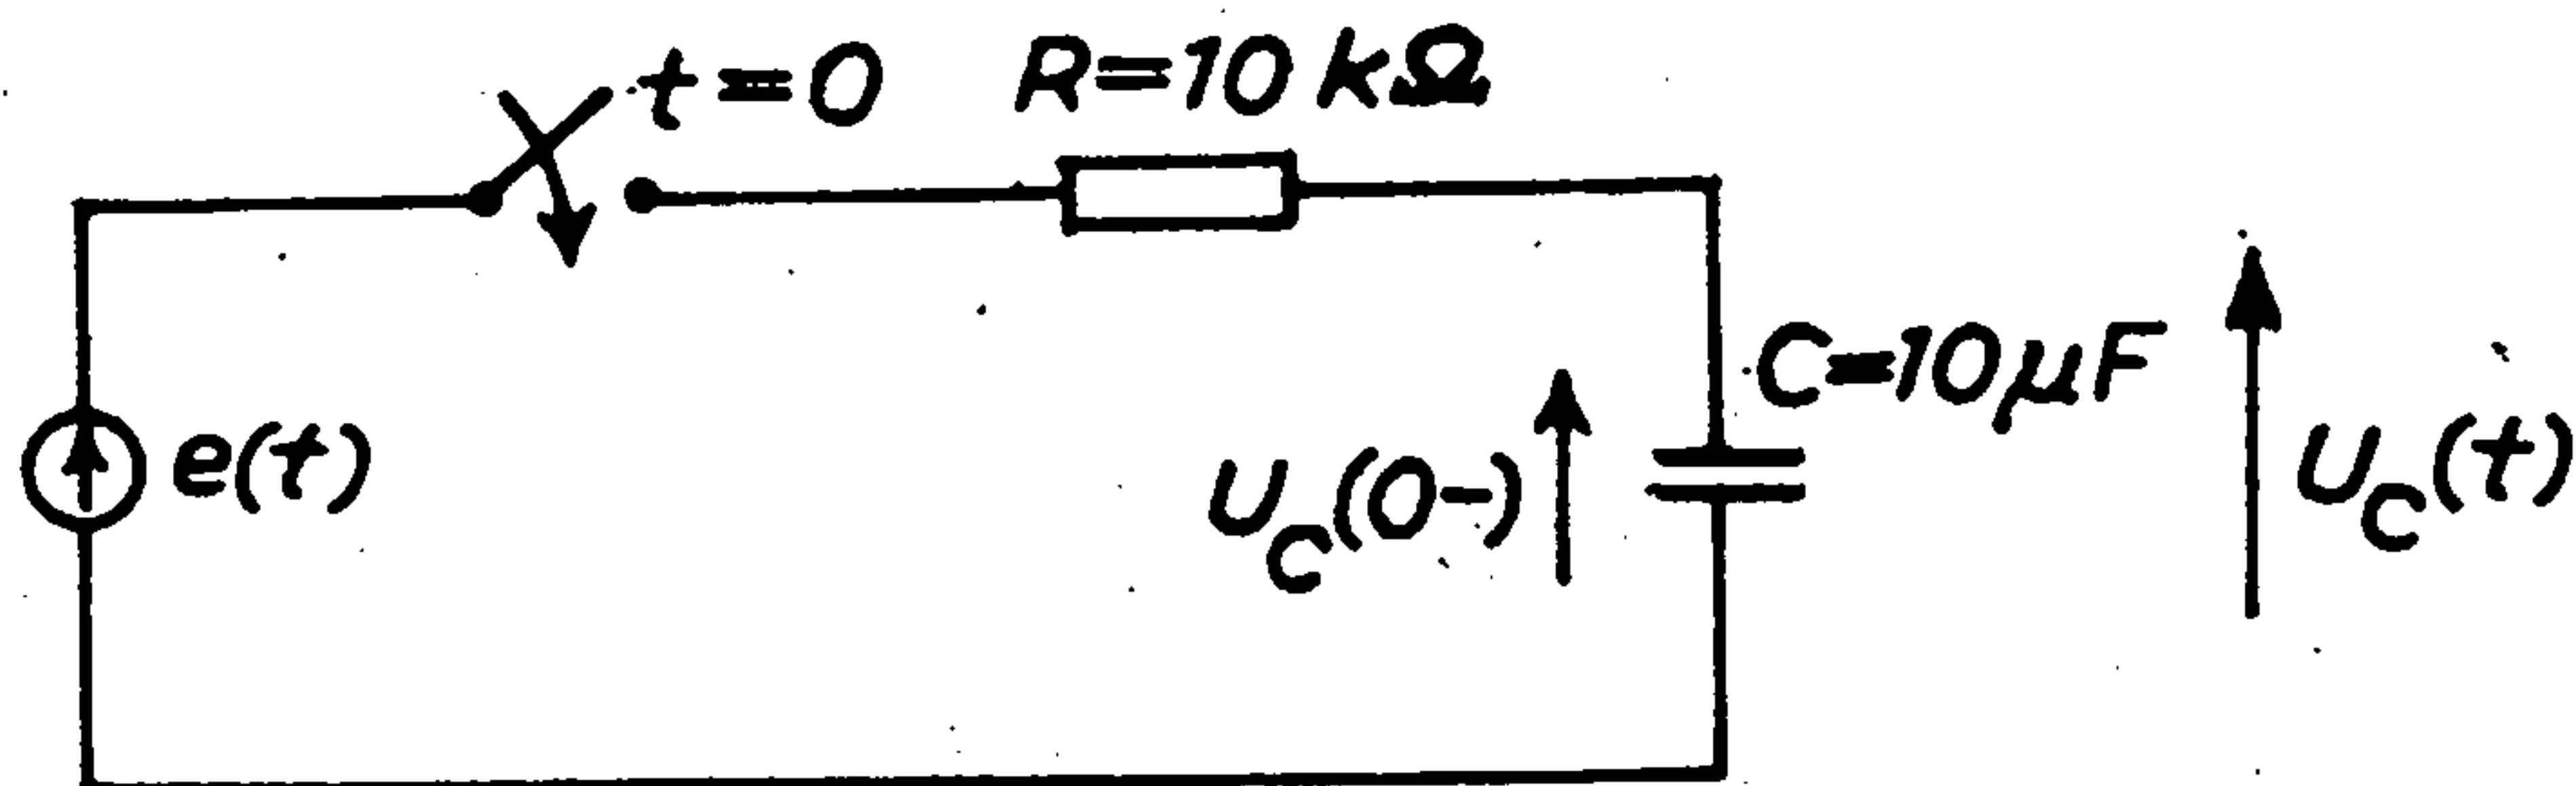 t=0
R=10 kΩ
e(t)
U_C(0-)
C=10μF
U_C(t)